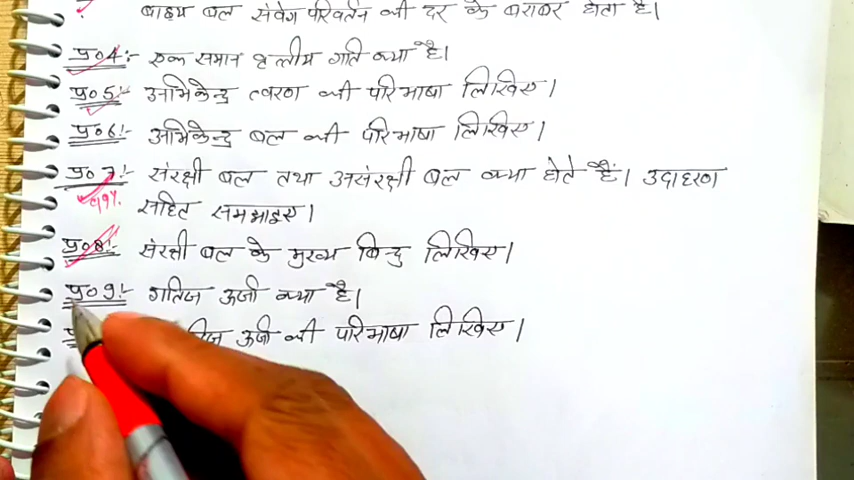 ? बाह्य बल संवेग परिवर्तन की दर के बराबर होता है।
प्र०4:- एक समान वृत्तीय गति क्या है।
प्र०5:- अभिकेन्द्र त्वरण की परिभाषा लिखिए।
प्र०6:- अभिकेन्द्र बल की परिभाषा लिखिए।
प्र०7:- संरक्षी बल तथा असंरक्षी बल क्या होते हैं। उदाहरण
सहित समझाइए।
प्र०8:- संरक्षी बल के मुख्य बिन्दु लिखिए।
प्र०9:- गतिज ऊर्जा क्या है।
ऊर्जा की परिभाषा लिखिए।